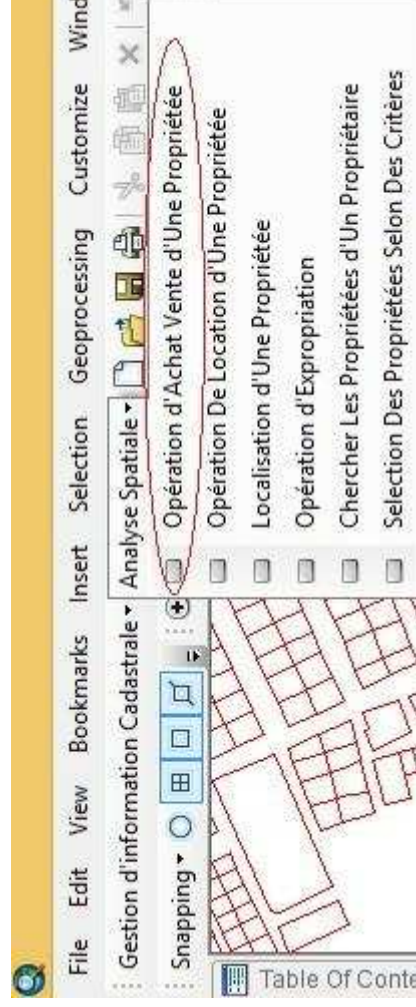 File Edit View Bookmarks Insert Selection Geoprocessing Customize Wind
Gestion d'information Cadastrale Analyse Spatiale
Snapping
Opération d'Achat Vente d'Une Propriétée
Opération De Location d'Une Propriétée
Localisation d'Une Propriétée
Opération d'Expropriation
Chercher Les Propriétées d'Un Propriétaire
Selection Des Propriétées Selon Des Critères
Table Of Conta